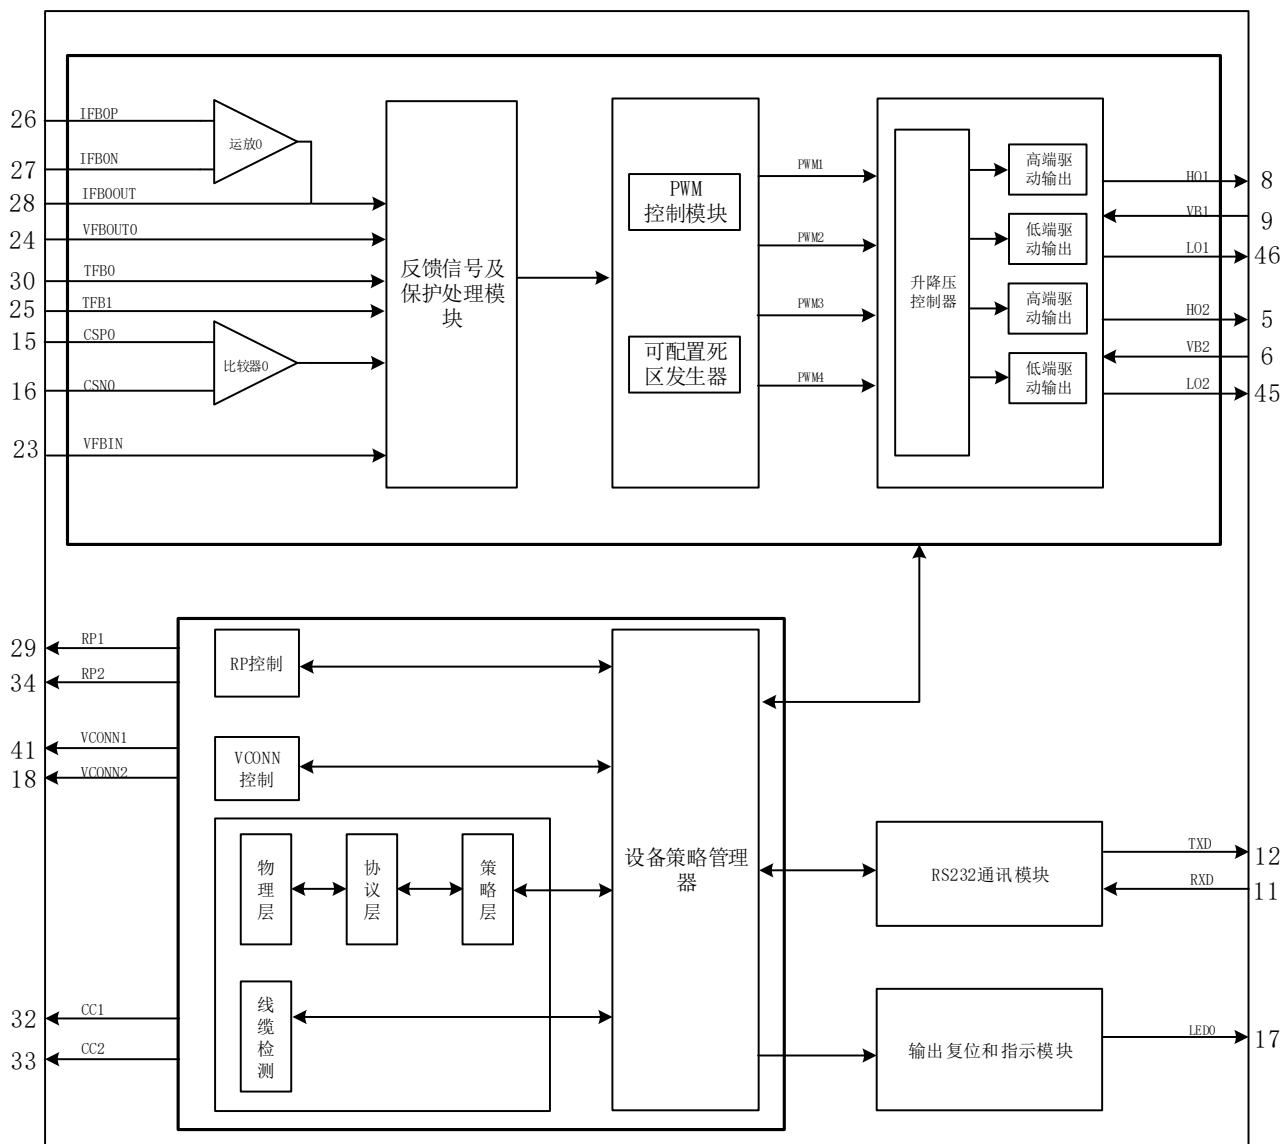 26
IFB0P
27
IFB0N
28
IFB0OUT
24
VFBOUT0
30
TFB0
25
TFB1
15
CSP0
16
CSN0
23
VFBIN
运放0
比较器0
反馈信号及
保护处理模
块
PWM
控制模块
可配置死
区发生器
PWM1
PWM2
PWM3
PWM4
升降压
控制器
高端驱
动输出
低端驱
动输出
高端驱
动输出
低端驱
动输出
HO1
8
VB1
9
LO1
46
HO2
5
VB2
6
LO2
45
29
RP1
34
RP2
41
VCONN1
18
VCONN2
32
CC1
33
CC2
RP控制
VCONN
控制
物
理
层
协
议
层
策
略
层
线
缆
检
测
设备策略管理
器
RS232通讯模块
TXD
12
RXD
11
输出复位和指示模块
LED0
17